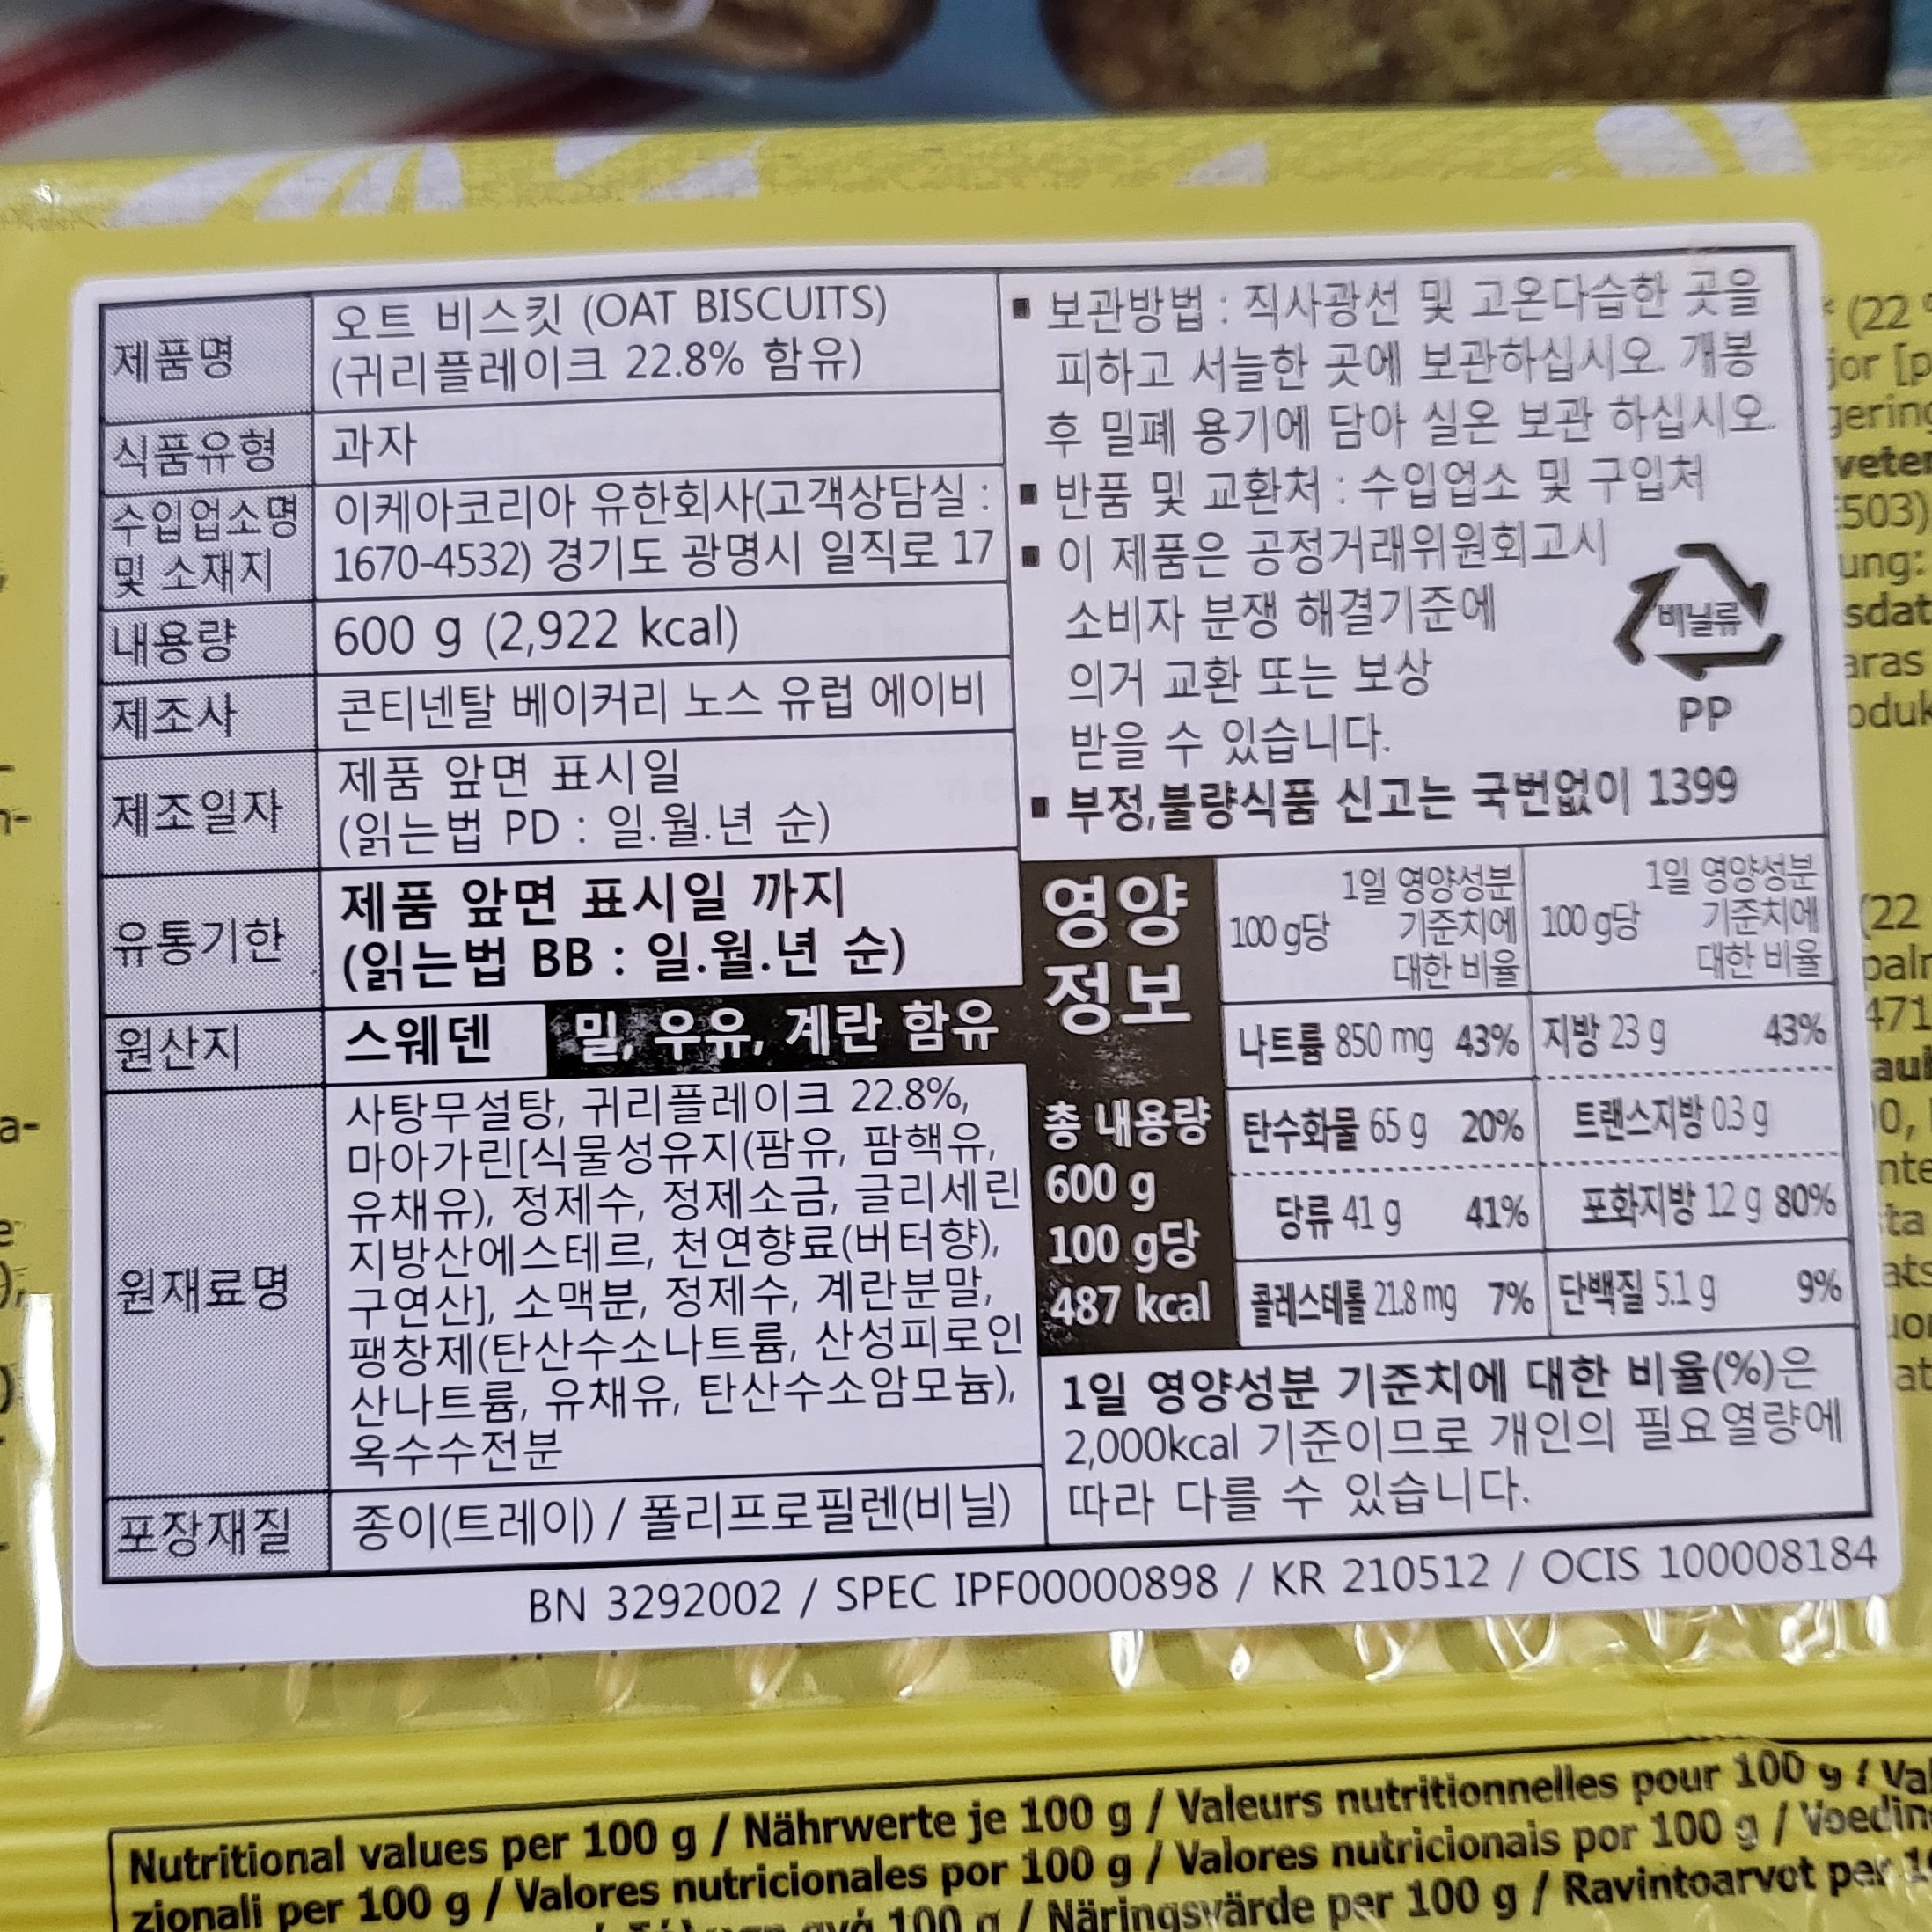 제품명
오트 비스킷 (OAT BISCUITS)
(귀리플레이크 22.8% 함유)
식품유형
과자
수입업소명
및 소재지
이케아코리아 유한회사(고객상담실 :
1670-4532) 경기도 광명시 일직로 17
내용량
600 g (2,922 kcal)
제조사
콘티넨탈 베이커리 노스 유럽 에이비
제조일자
제품 앞면 표시일
(읽는법 PD : 일.월.년 순)
유통기한
제품 앞면 표시일 까지
(읽는법 BB : 일.월.년 순)
원산지
스웨덴
밀, 우유, 계란 함유
원재료명
사탕무설탕, 귀리플레이크 22.8%,
마아가린[식물성유지(팜유, 팜핵유,
유채유), 정제수, 정제소금, 글리세린
지방산에스테르, 천연향료(버터향),
구연산], 소맥분, 정제수, 계란분말,
팽창제(탄산수소나트륨, 산성피로인
산나트륨, 유채유, 탄산수소암모늄),
옥수수전분
포장재질
종이(트레이) / 폴리프로필렌(비닐)
▪ 보관방법 : 직사광선 및 고온다습한 곳을
피하고 서늘한 곳에 보관하십시오. 개봉
후 밀폐 용기에 담아 실온 보관 하십시오.
▪ 반품 및 교환처 : 수입업소 및 구입처
▪ 이 제품은 공정거래위원회고시
소비자 분쟁 해결기준에
의거 교환 또는 보상
받을 수 있습니다.
비닐류
PP
▪ 부정,불량식품 신고는 국번없이 1399
영양
정보
총 내용량
600 g
100 g당
487 kcal
100 g당
1일 영양성분
기준치에
대한 비율
100 g당
1일 영양성분
기준치에
대한 비율
나트륨 850 mg 43%
지방 23 g 43%
탄수화물 65 g 20%
트랜스지방 0.3 g
당류 41 g 41%
포화지방 12 g 80%
콜레스테롤 21.8 mg 7%
단백질 5.1 g 9%
1일 영양성분 기준치에 대한 비율(%)은
2,000kcal 기준이므로 개인의 필요열량에
따라 다를 수 있습니다.
BN 3292002 / SPEC IPF00000898 / KR 210512 / OCIS 100008184
Nutritional values per 100 g / Nährwerte je 100 g / Valeurs nutritionnelles pour 100 g /
zionali per 100 g / Valores nutricionales por 100 g / Valores nutricionais por 100 g /
100 g / Näringsvärde per 100 g / Ravintoarvot per